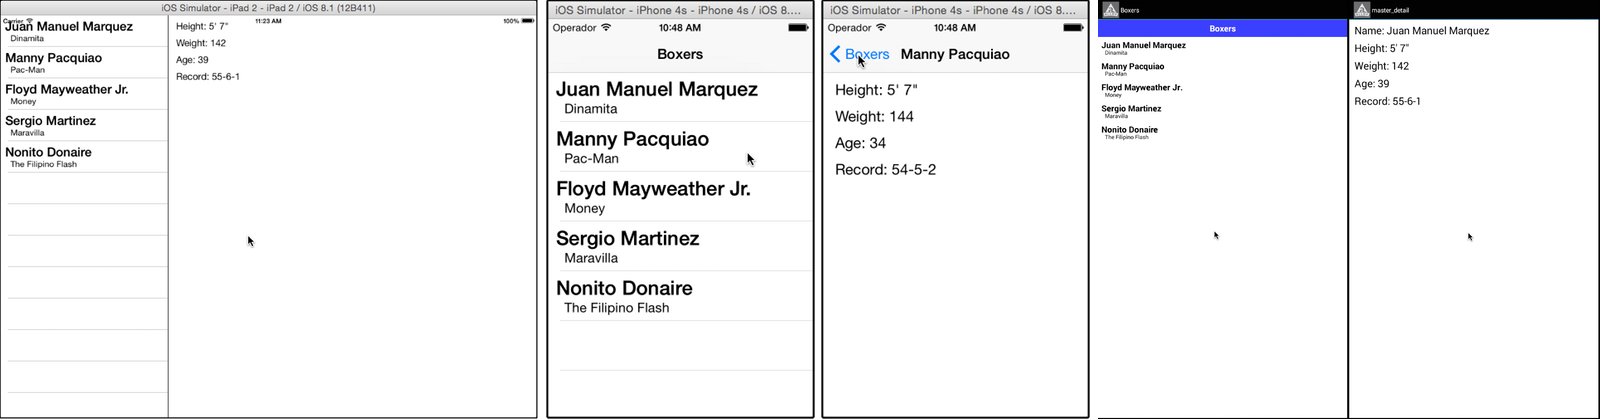 iOS Simulator - iPad 2 - iPad 2 / iOS 8.1 (12B411)
Carrier 11:23 AM 100%
Juan Manuel Marquez
Dinamita
Manny Pacquiao
Pac-Man
Floyd Mayweather Jr.
Money
Sergio Martinez
Maravilla
Nonito Donaire
The Filipino Flash
Height: 5' 7"
Weight: 142
Age: 39
Record: 55-6-1
iOS Simulator - iPhone 4s - iPhone 4s / iOS 8....
Operador 10:48 AM
Boxers
Juan Manuel Marquez
Dinamita
Manny Pacquiao
Pac-Man
Floyd Mayweather Jr.
Money
Sergio Martinez
Maravilla
Nonito Donaire
The Filipino Flash
iOS Simulator - iPhone 4s - iPhone 4s / iOS 8....
Operador 10:48 AM
Boxers Manny Pacquiao
Height: 5' 7"
Weight: 144
Age: 34
Record: 54-5-2
Boxers
Boxers
Juan Manuel Marquez
Dinamita
Manny Pacquiao
Pac-Man
Floyd Mayweather Jr.
Money
Sergio Martinez
Maravilla
Nonito Donaire
The Filipino Flash
master_detail
Name: Juan Manuel Marquez
Height: 5' 7"
Weight: 142
Age: 39
Record: 55-6-1